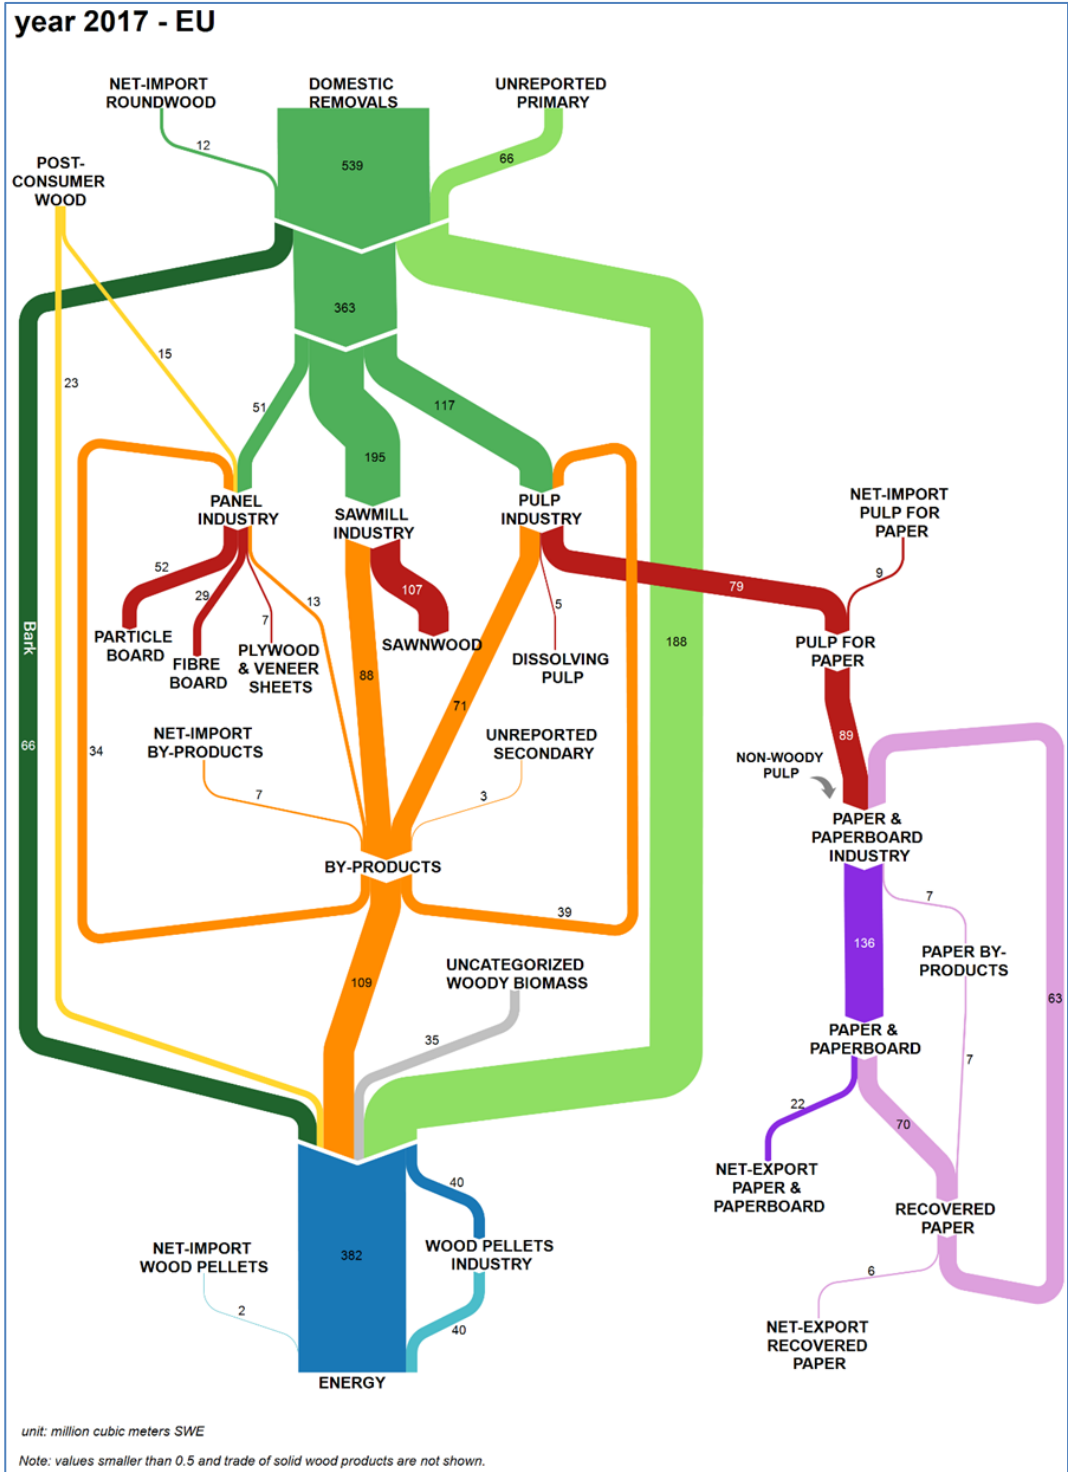 year 2017 - EU
NET-IMPORT
ROUNDWOOD
DOMESTIC
REMOVALS
UNREPORTED
PRIMARY
12
539
66
POST-
CONSUMER
WOOD
363
15
23
51
117
195
PANEL
INDUSTRY
SAWMILL
INDUSTRY
PULP
INDUSTRY
NET-IMPORT
PULP FOR
PAPER
52
29
7
13
107
5
79
9
Bark
PARTICLE
BOARD
FIBRE
BOARD
PLYWOOD
& VENEER
SHEETS
SAWNWOOD
DISSOLVING
PULP
188
PULP FOR
PAPER
88
71
66
34
NET-IMPORT
BY-PRODUCTS
UNREPORTED
SECONDARY
89
NON-WOODY
PULP
7
3
PAPER &
PAPERBOARD
INDUSTRY
BY-PRODUCTS
39
7
136
PAPER BY-
PRODUCTS
UNCATEGORIZED
WOODY BIOMASS
109
63
35
PAPER &
PAPERBOARD
7
22
70
NET-EXPORT
PAPER &
PAPERBOARD
40
RECOVERED
PAPER
NET-IMPORT
WOOD PELLETS
382
WOOD PELLETS
INDUSTRY
6
2
40
NET-EXPORT
RECOVERED
PAPER
ENERGY
unit: million cubic meters SWE
Note: values smaller than 0.5 and trade of solid wood products are not shown.